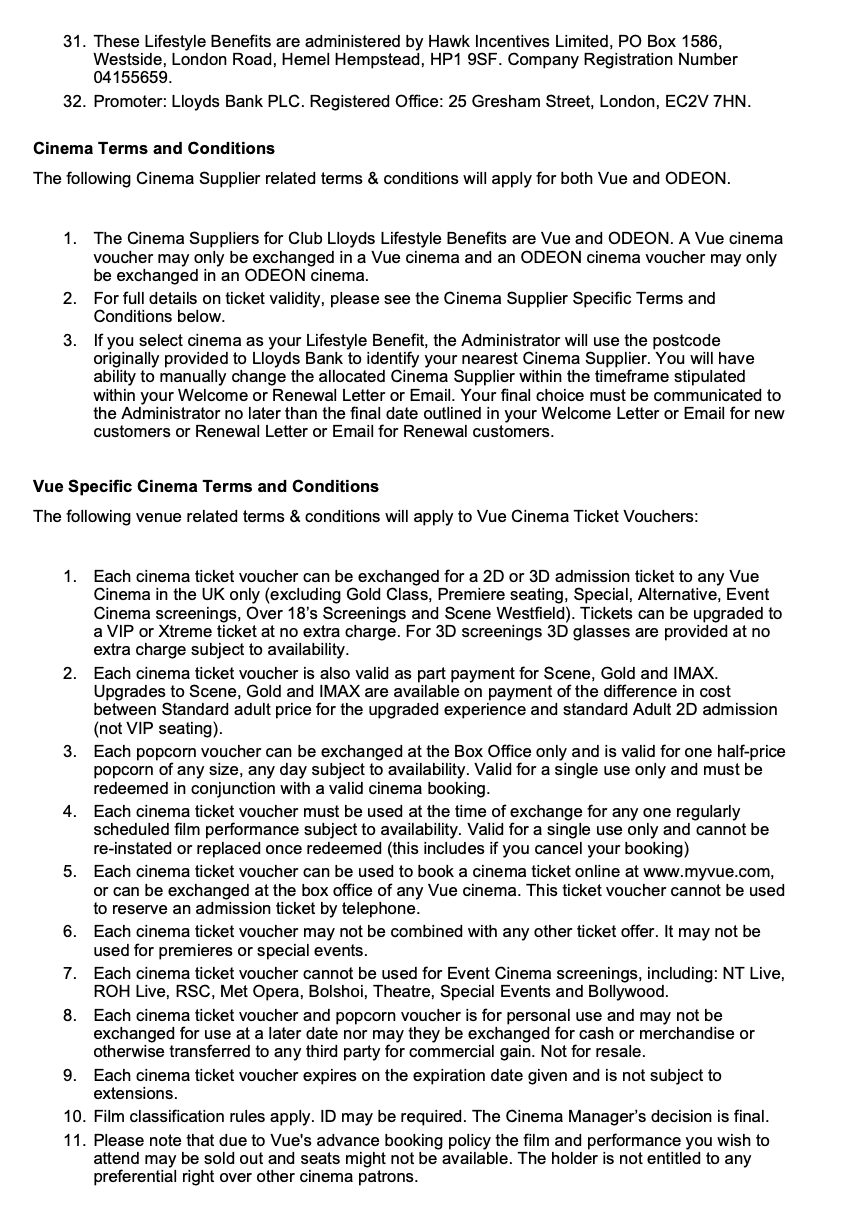 31. These Lifestyle Benefits are administered by Hawk Incentives Limited, PO Box 1586,
Westside, London Road, Hemel Hempstead, HP1 9SF. Company Registration Number
04155659.
32. Promoter: Lloyds Bank PLC. Registered Office: 25 Gresham Street, London, EC2V 7HN.
Cinema Terms and Conditions
The following Cinema Supplier related terms & conditions will apply for both Vue and ODEON.
1. The Cinema Suppliers for Club Lloyds Lifestyle Benefits are Vue and ODEON. A Vue cinema
voucher may only be exchanged in a Vue cinema and an ODEON cinema voucher may only
be exchanged in an ODEON cinema.
2. For full details on ticket validity, please see the Cinema Supplier Specific Terms and
Conditions below.
3. If you select cinema as your Lifestyle Benefit, the Administrator will use the postcode
originally provided to Lloyds Bank to identify your nearest Cinema Supplier. You will have
ability to manually change the allocated Cinema Supplier within the timeframe stipulated
within your Welcome or Renewal Letter or Email. Your final choice must be communicated to
the Administrator no later than the final date outlined in your Welcome Letter or Email for new
customers or Renewal Letter or Email for Renewal customers.
Vue Specific Cinema Terms and Conditions
The following venue related terms & conditions will apply to Vue Cinema Ticket Vouchers:
1. Each cinema ticket voucher can be exchanged for a 2D or 3D admission ticket to any Vue
Cinema in the UK only (excluding Gold Class, Premiere seating, Special, Alternative, Event
Cinema screenings, Over 18's Screenings and Scene Westfield). Tickets can be upgraded to
a VIP or Xtreme ticket at no extra charge. For 3D screenings 3D glasses are provided at no
extra charge subject to availability.
2. Each cinema ticket voucher is also valid as part payment for Scene, Gold and IMAX.
Upgrades to Scene, Gold and IMAX are available on payment of the difference in cost
between Standard adult price for the upgraded experience and standard Adult 2D admission
(not VIP seating).
3. Each popcorn voucher can be exchanged at the Box Office only and is valid for one half-price
popcorn of any size, any day subject to availability. Valid for a single use only and must be
redeemed in conjunction with a valid cinema booking.
4. Each cinema ticket voucher must be used at the time of exchange for any one regularly
scheduled film performance subject to availability. Valid for a single use only and cannot be
re-instated or replaced once redeemed (this includes if you cancel your booking)
5. Each cinema ticket voucher can be used to book a cinema ticket online at www.myvue.com,
or can be exchanged at the box office of any Vue cinema. This ticket voucher cannot be used
to reserve an admission ticket by telephone.
6. Each cinema ticket voucher may not be combined with any other ticket offer. It may not be
used for premieres or special events.
7. Each cinema ticket voucher cannot be used for Event Cinema screenings, including: NT Live,
ROH Live, RSC, Met Opera, Bolshoi, Theatre, Special Events and Bollywood.
8. Each cinema ticket voucher and popcorn voucher is for personal use and may not be
exchanged for use at a later date nor may they be exchanged for cash or merchandise or
otherwise transferred to any third party for commercial gain. Not for resale.
9. Each cinema ticket voucher expires on the expiration date given and is not subject to
extensions.
10. Film classification rules apply. ID may be required. The Cinema Manager's decision is final.
11. Please note that due to Vue's advance booking policy the film and performance you wish to
attend may be sold out and seats might not be available. The holder is not entitled to any
preferential right over other cinema patrons.